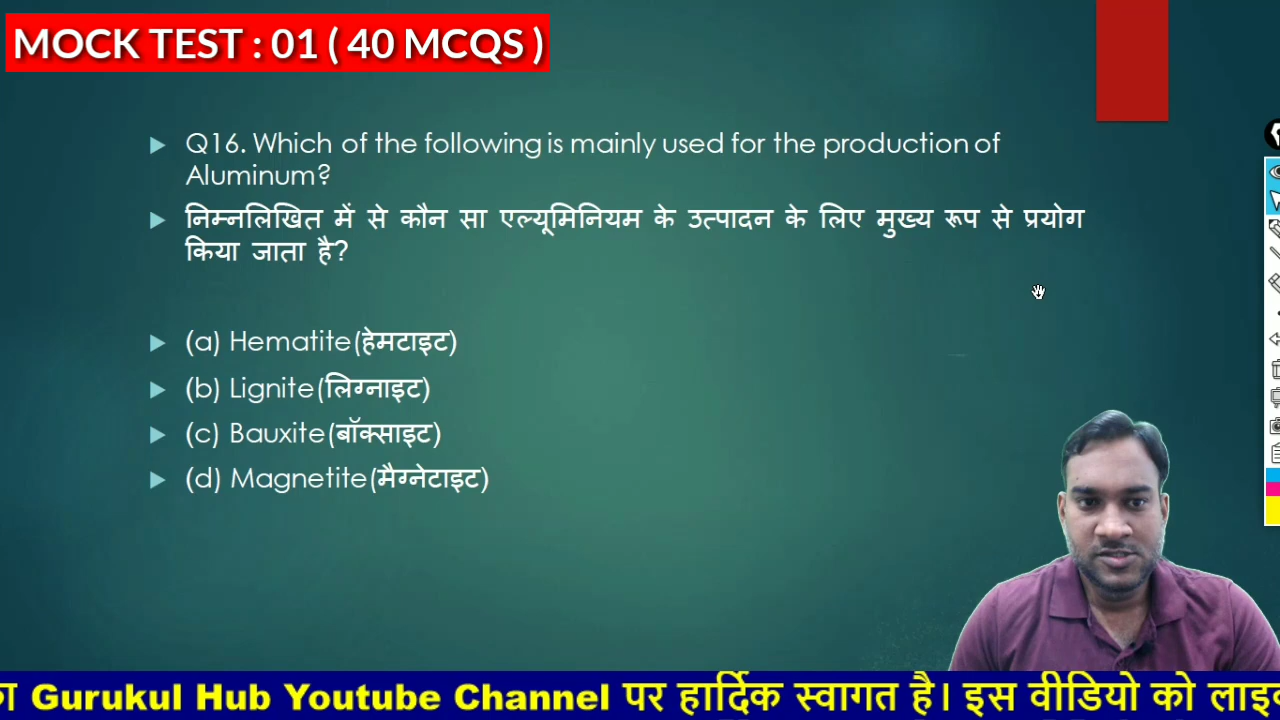 MOCK TEST : 01 ( 40 MCQS )
Q16. Which of the following is mainly used for the production of
Aluminum?
निम्नलिखित में से कौन सा एल्यूमिनियम के उत्पादन के लिए मुख्य रूप से प्रयोग
किया जाता है?
(a) Hematite(हेमटाइट)
(b) Lignite(लिग्नाइट)
(c) Bauxite(बॉक्साइट)
(d) Magnetite(मैग्नेटाइट)
Gurukul Hub Youtube Channel पर हार्दिक स्वागत है। इस वीडियो को